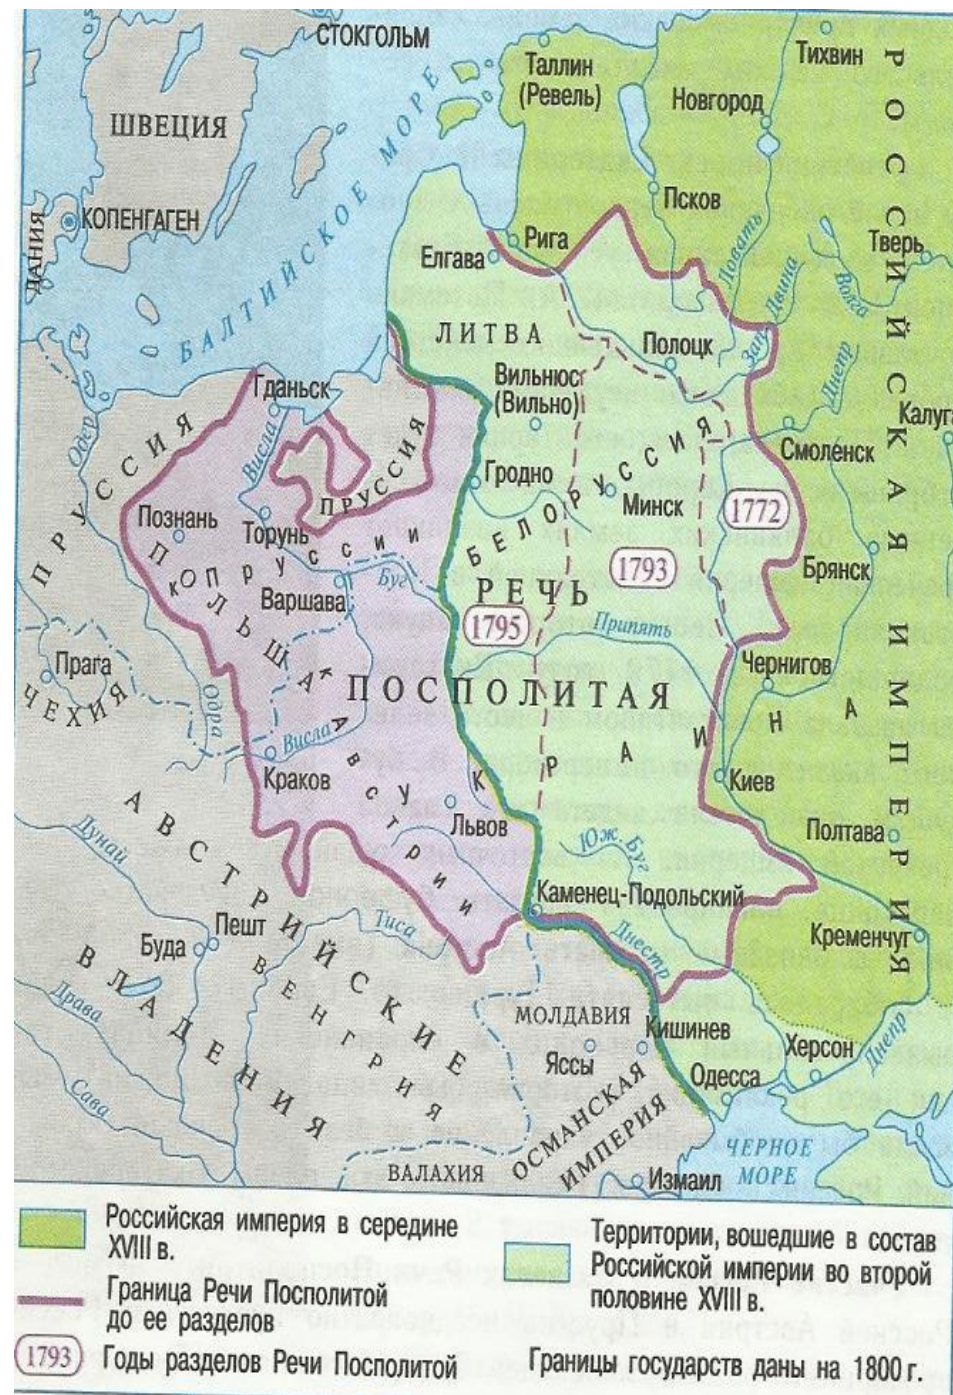 СТОКГОЛЬМ
ТИХВИН
Таллин
(Ревель)
Новгород
ШВЕЦИЯ
БАЛТИЙСКОЕ МОРЕ
РОССИЙСКАЯ ИМПЕРИЯ
КОПЕНГАГЕН
ДАНИЯ
Псков
Рига
Елгава
Ловать
Зап. Двина
Волга
Тверь
ЛИТВА
Полоцк
Днепр
Вильнюс
(Вильно)
Гданьск
Калуга
Смоленск
Одер
Висла
ПРУССИЯ
ПРУССИЯ
Гродно
БЕЛОРУССИЯ
Минск
1772
Познань
Торунь
к Пруссии
ПОЛЬША
Варшава
Буг
1793
Брянск
РЕЧЬ
1795
Припять
ПОСПОЛИТАЯ
Чернигов
Прага
ЧЕХИЯ
Одра
Висла
к Австрии
УКРАИНА
Краков
Львов
Киев
Полтава
Юж. Буг
Дунай
АВСТРИЙСКИЕ
ВЛАДЕНИЯ
Каменец-Подольский
Тиса
Днестр
Кременчуг
Буда
Пешт
ВЕНГРИЯ
Драва
Сава
МОЛДАВИЯ
Кишинев
Яссы
Херсон
Днепр
Одесса
ОСМАНСКАЯ
ИМПЕРИЯ
ЧЕРНОЕ
МОРЕ
ВАЛАХИЯ
Измаил
Российская империя в середине
XVIII в.
Граница Речи Посполитой
до ее разделов
1793 Годы разделов Речи Посполитой
Территории, вошедшие в состав
Российской империи во второй
половине XVIII в.
Границы государств даны на 1800 г.